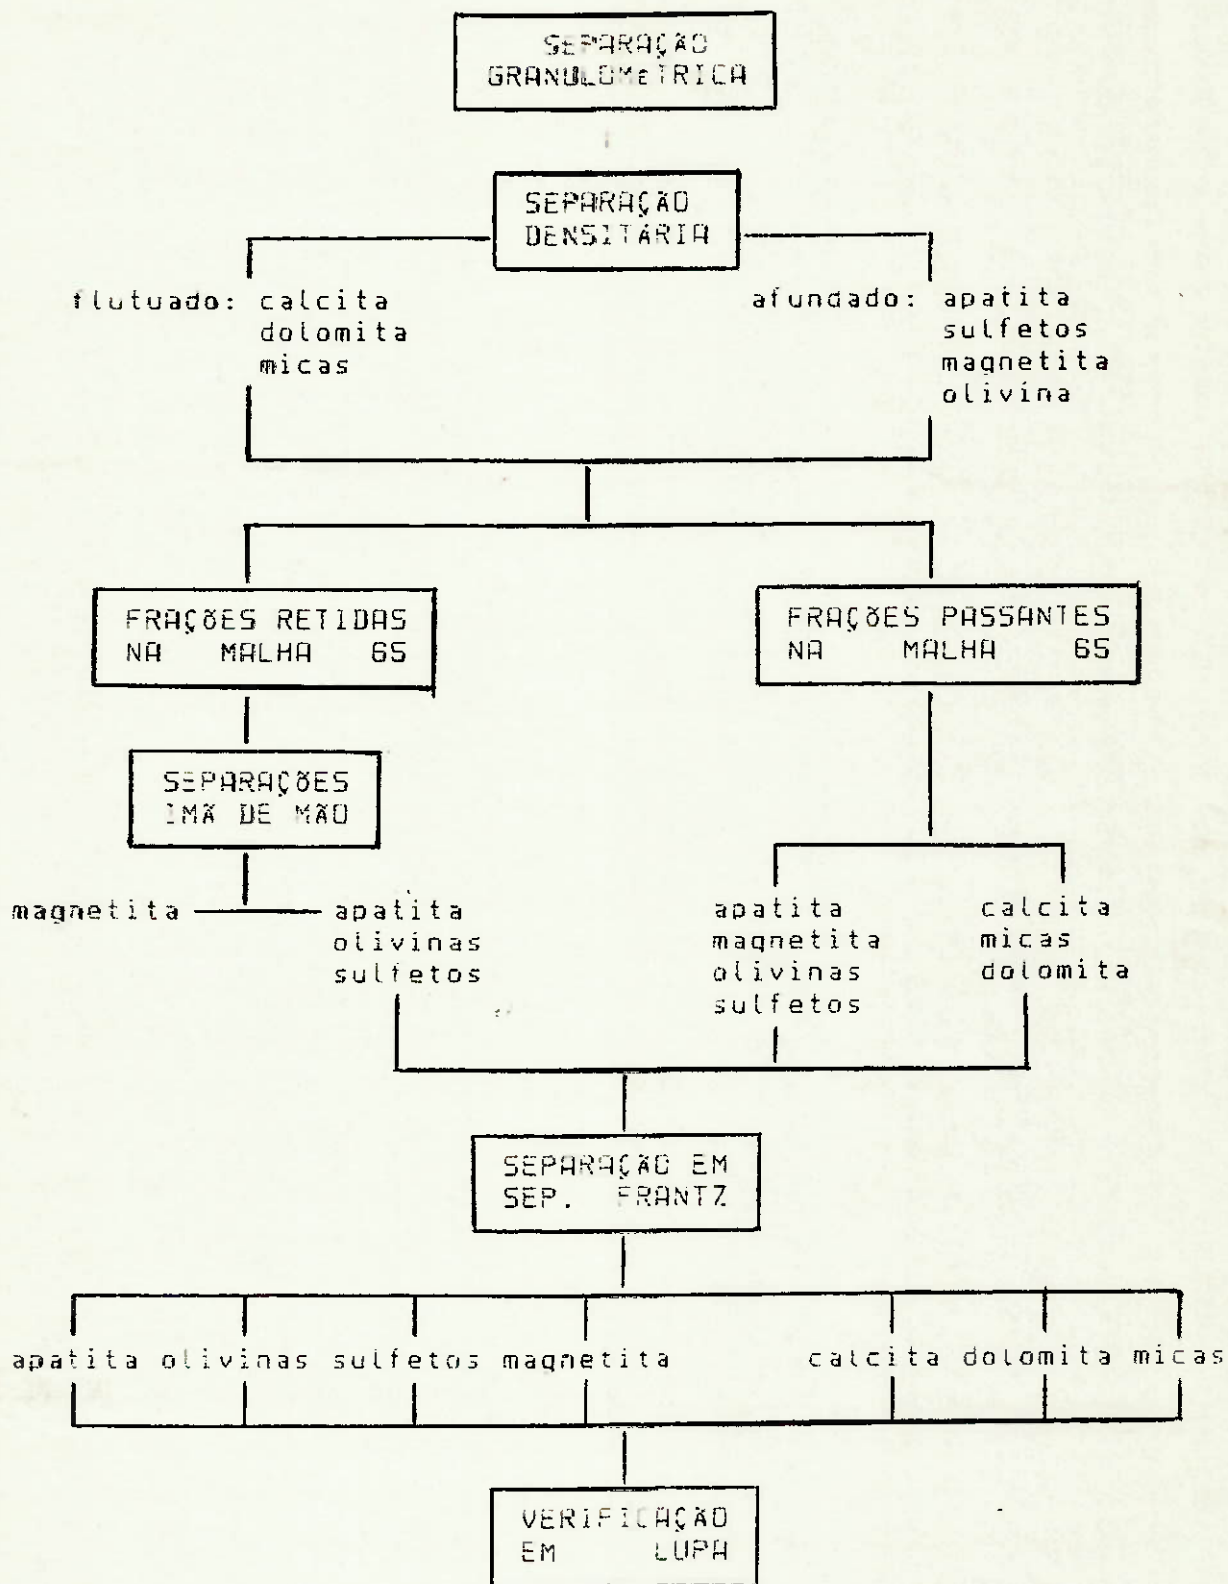 SEPARAÇÃO
GRANULOMETRICA
SEPARAÇÃO
DENSITÁRIA
flutuado: calcita
dolomita
micas
afundado: apatita
sulfetos
magnetita
olivina
FRAÇÕES RETIDAS
NA MALHA 65
FRAÇÕES PASSANTES
NA MALHA 65
SEPARAÇÕES
IMÃ DE MÃO
magnetita
apatita
olivinas
sulfetos
apatita
magnetita
olivinas
sulfetos
calcita
micas
dolomita
SEPARAÇÃO EM
SEP. FRANTZ
apatita olivinas sulfetos magnetita calcita dolomita micas
VERIFICAÇÃO
EM LUPA